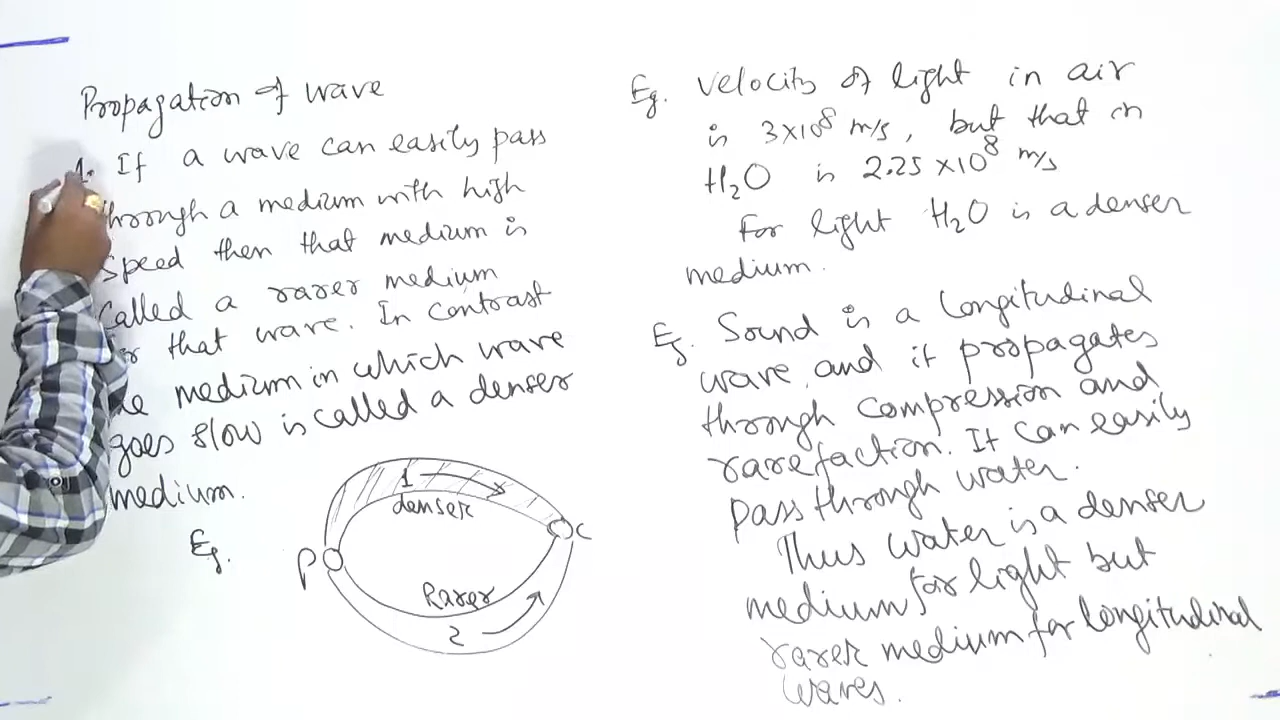 Propagation of wave
1. If a wave can easily pass
through a medium with high
speed then that medium is
called a rarer medium
for that wave. In contrast
medium in which wave
goes slow is called a denser
medium.
Eg.
1
denser
P
C
Rarer
2
Eg. Velocity of light in air
is 3×10⁸ m/s, but that in
H₂O is 2.25 ×10⁸ m/s
For light H₂O is a denser
medium.
Eg. Sound is a longitudinal
wave, and it propagates
through compression and
rarefaction. It can easily
pass through water.
Thus water is a denser
medium for light but
rarer medium for longitudinal
waves.